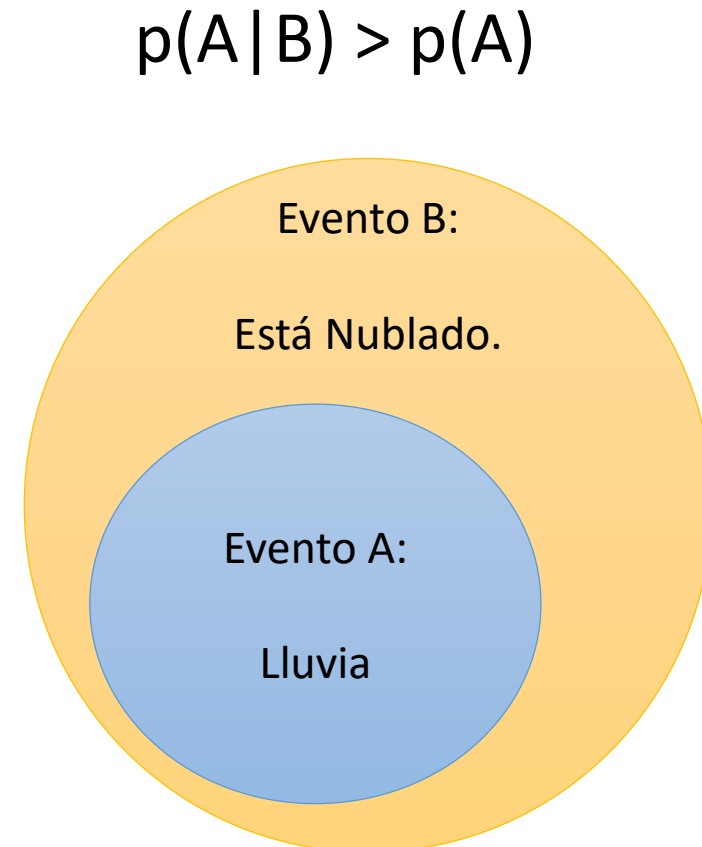 p(A|B) > p(A)
Evento B:
Está Nublado.
Evento A:
Lluvia